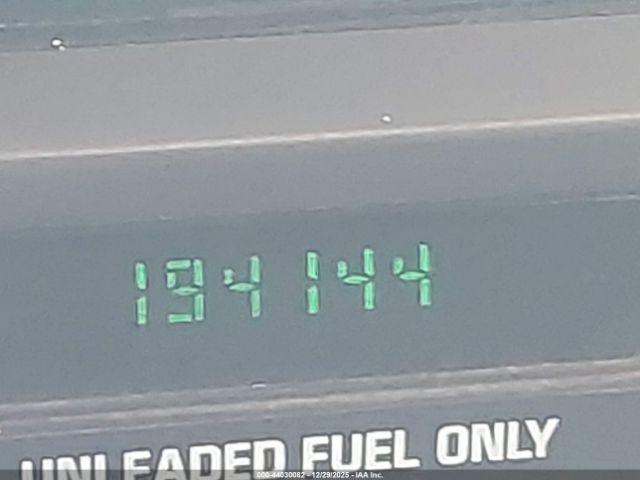 194144
UNLEADED FUEL ONLY
000-44030082 - 12/29/2025 - IAA Inc.